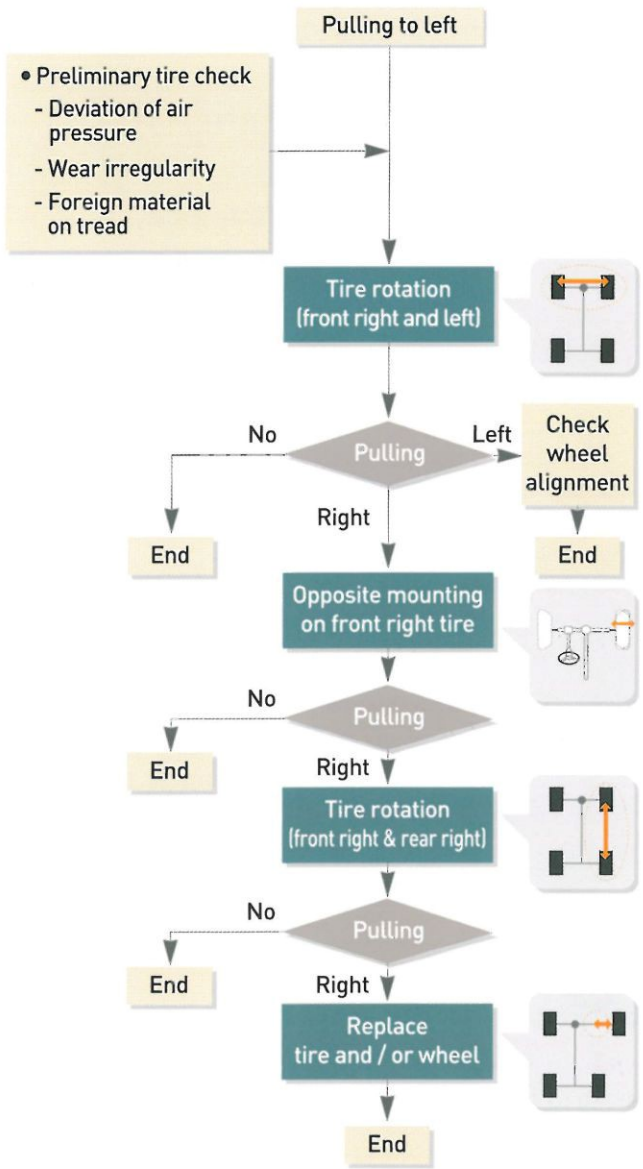 Pulling to left
• Preliminary tire check
- Deviation of air
pressure
- Wear irregularity
- Foreign material
on tread
Tire rotation
(front right and left)
Pulling
No
Left
Check
wheel
alignment
Right
End
End
Opposite mounting
on front right tire
Pulling
No
End
Right
Tire rotation
(front right & rear right)
Pulling
No
End
Right
Replace
tire and / or wheel
End